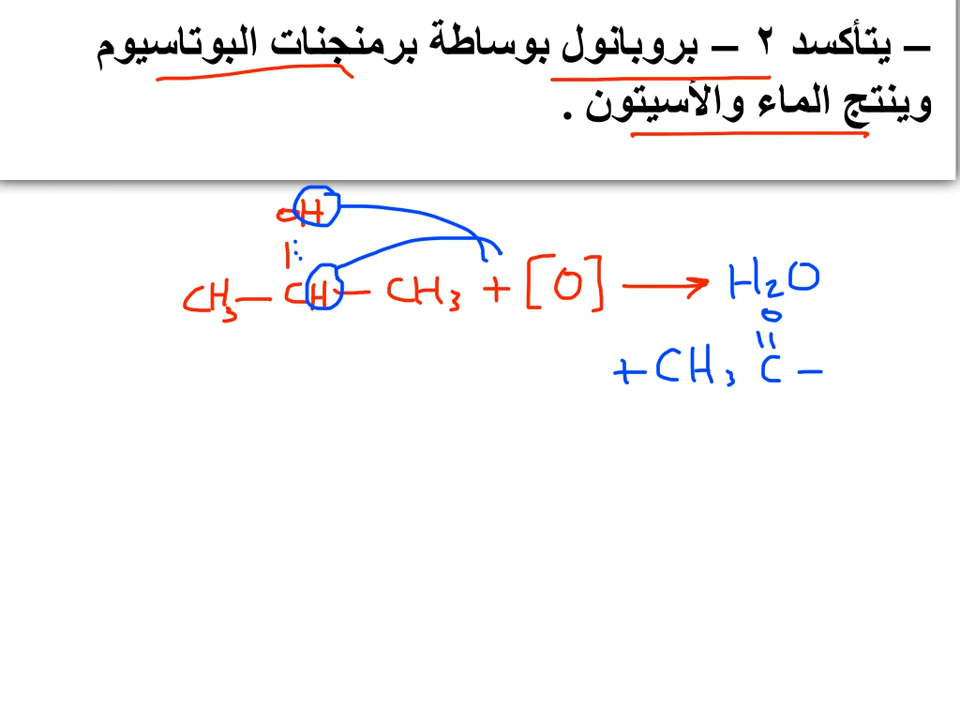 – يتأكسد ٢ – بروبانول بوساطة برمنجنات البوتاسيوم
وينتج الماء والأسيتون .
OH
CH₃ – CH – CH₃ + [O] → H₂O
O
+ CH₃ C –